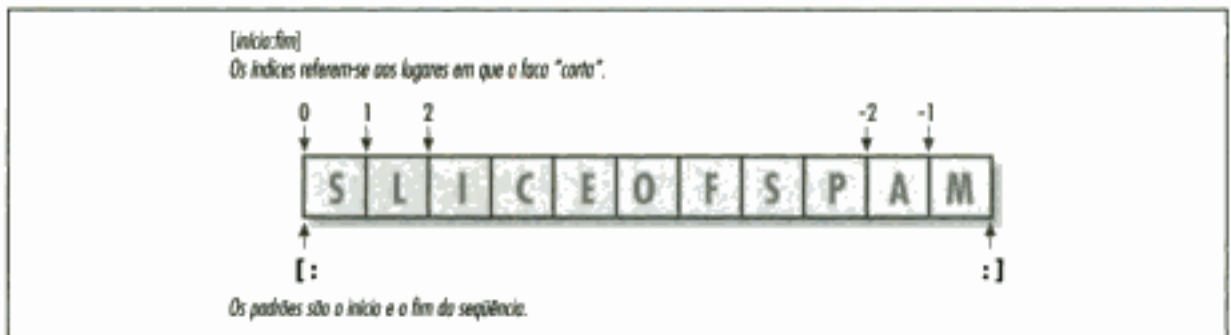 [início:fim]
Os índices referem-se aos lugares em que a faca "corta".
0 1 2 -2 -1
S L I C E O F S P A M
[: :]
Os padrões são o início e o fim da seqüência.